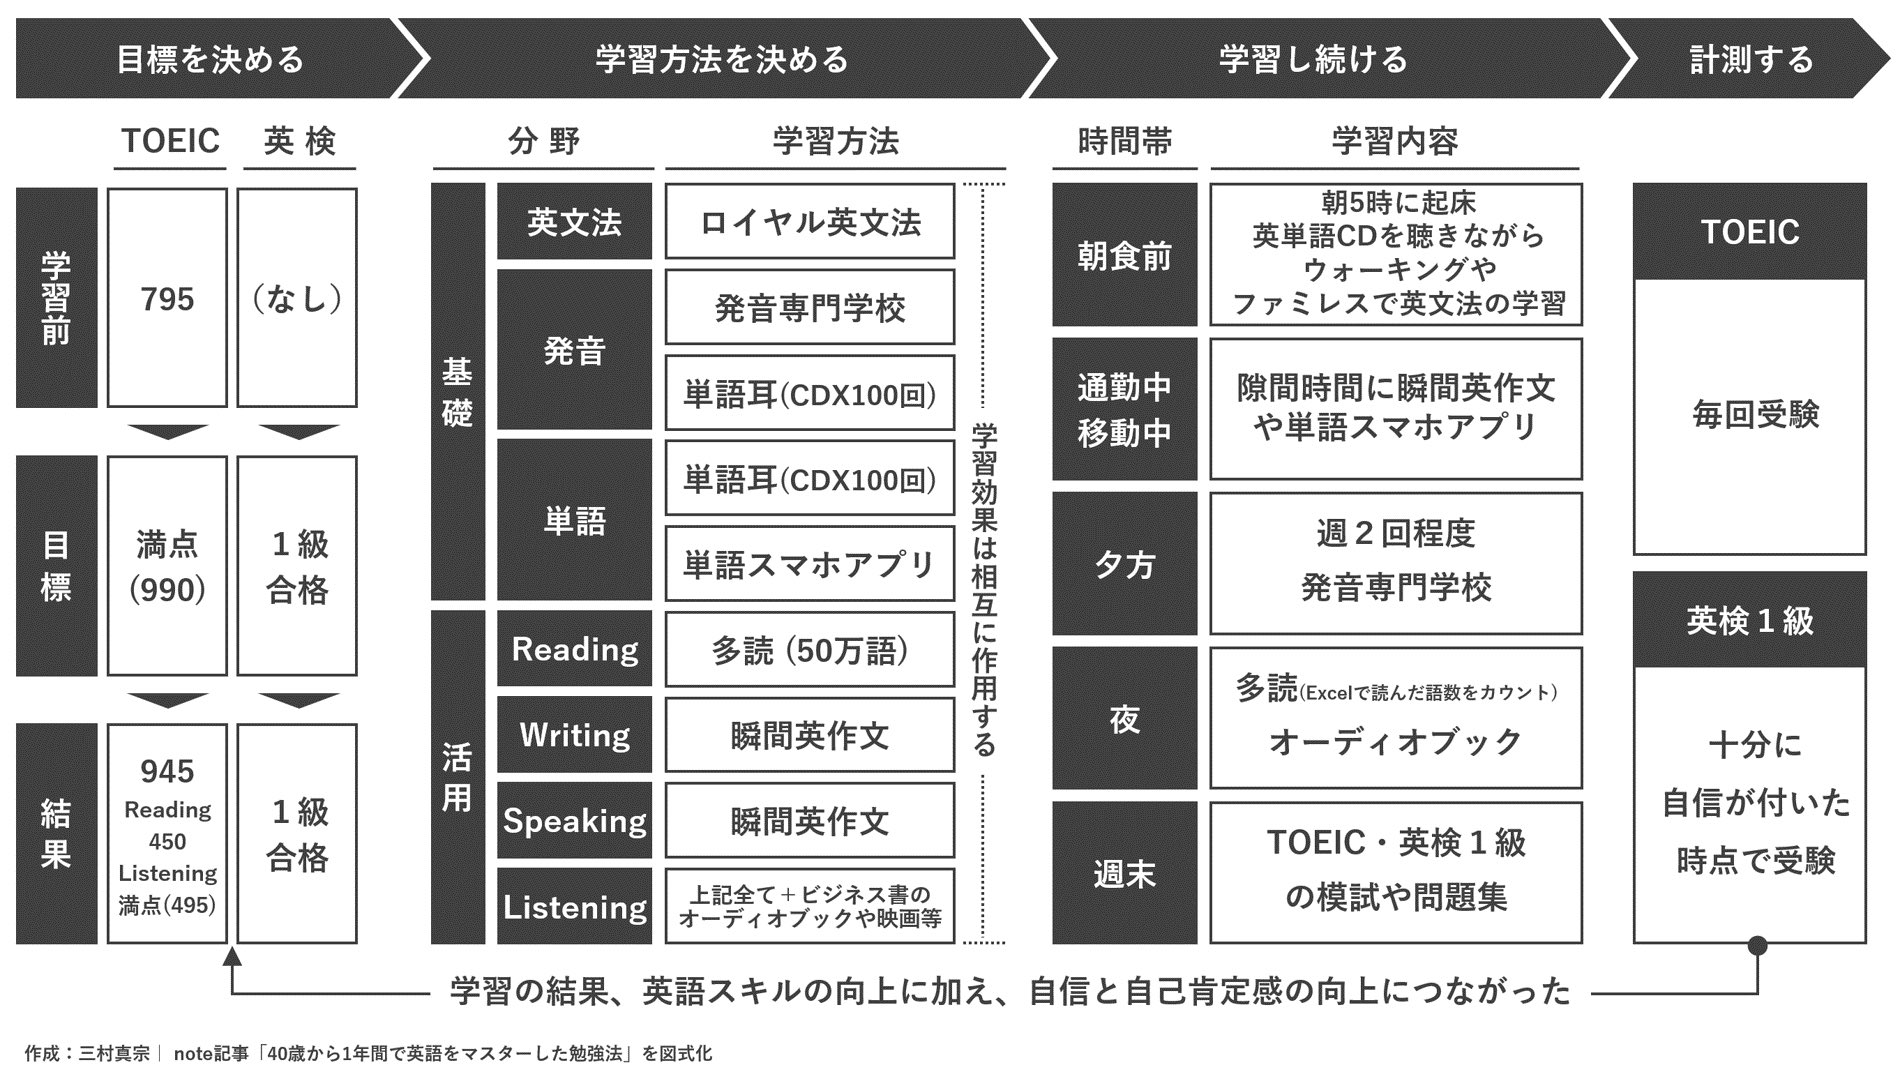 目標を決める
学習方法を決める
学習し続ける
計測する
TOEIC
英検
学習前
795
（なし）
目標
満点
(990)
１級
合格
結果
945
Reading
450
Listening
満点(495)
１級
合格
分野
学習方法
基礎
英文法
ロイヤル英文法
発音
発音専門学校
単語耳(CDX100回)
単語
単語耳(CDX100回)
単語スマホアプリ
活用
Reading
多読 (50万語)
Writing
瞬間英作文
Speaking
瞬間英作文
Listening
上記全て＋ビジネス書の
オーディオブックや映画等
学習効果は相互に作用する
時間帯
学習内容
朝食前
朝5時に起床
英単語CDを聴きながら
ウォーキングや
ファミレスで英文法の学習
通勤中
移動中
隙間時間に瞬間英作文
や単語スマホアプリ
夕方
週２回程度
発音専門学校
夜
多読(Excelで読んだ語数をカウント)
オーディオブック
週末
TOEIC・英検１級
の模試や問題集
TOEIC
毎回受験
英検１級
十分に
自信が付いた
時点で受験
学習の結果、英語スキルの向上に加え、自信と自己肯定感の向上につながった
作成：三村真宗｜ note記事「40歳から1年間で英語をマスターした勉強法」を図式化